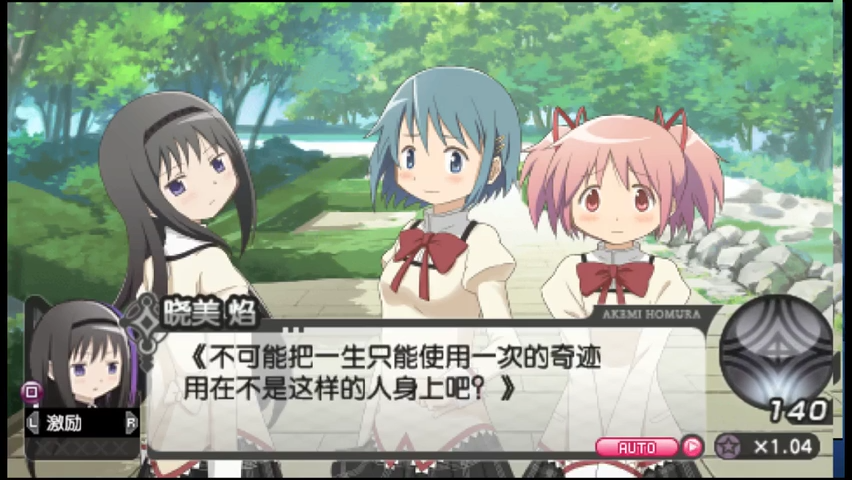 晓美 焰
AKEMI HOMURA
《不可能把一生只能使用一次的奇迹
用在不是这样的人身上吧？》
L 激励 R
140
AUTO
×1.04